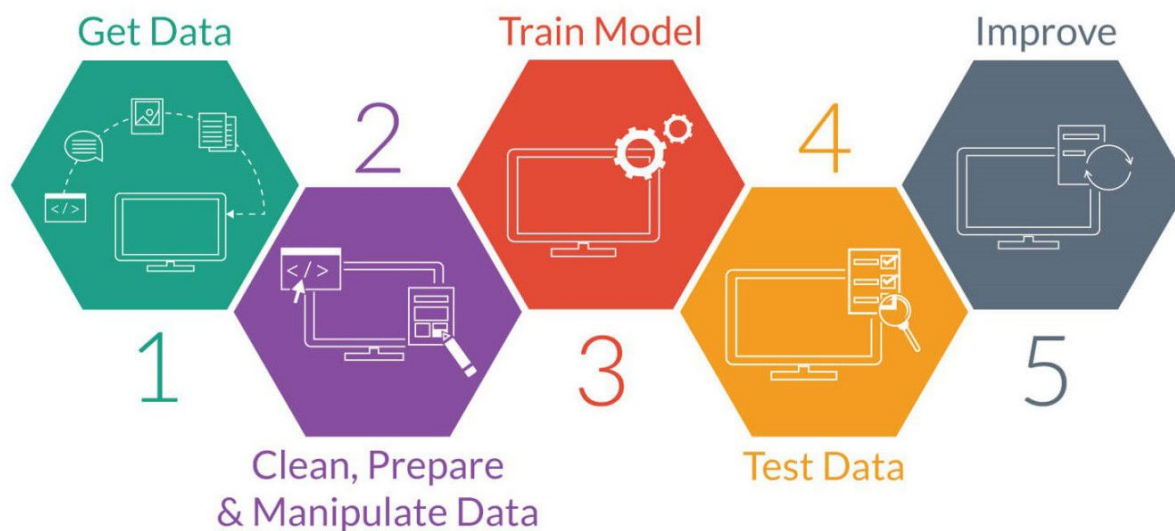 Get Data
1
</>
2
</>
Clean, Prepare
& Manipulate Data
Train Model
3
4
Test Data
Improve
5